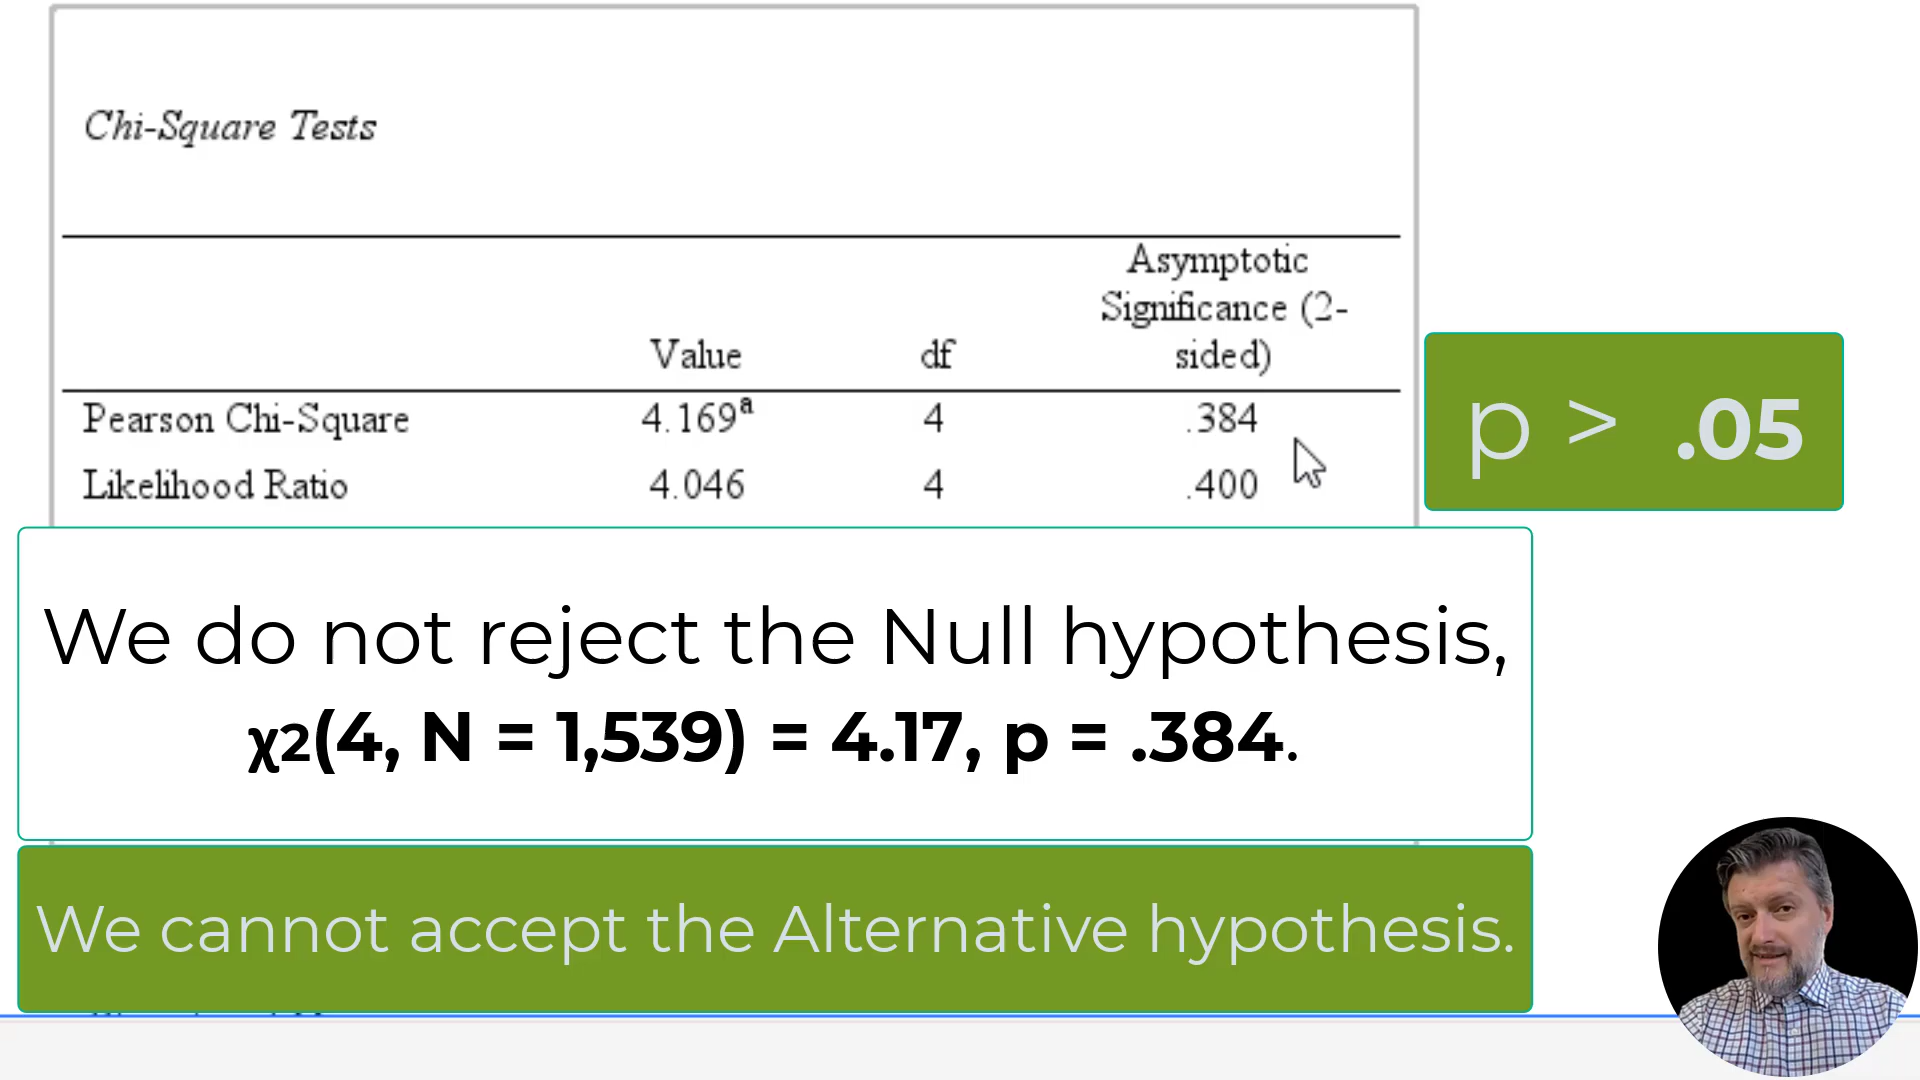 Chi-Square Tests
Asymptotic
Significance (2-
Value df sided)
Pearson Chi-Square 4.169ᵃ 4 .384
Likelihood Ratio 4.046 4 .400
p > .05
We do not reject the Null hypothesis,
χ2(4, N = 1,539) = 4.17, p = .384.
We cannot accept the Alternative hypothesis.